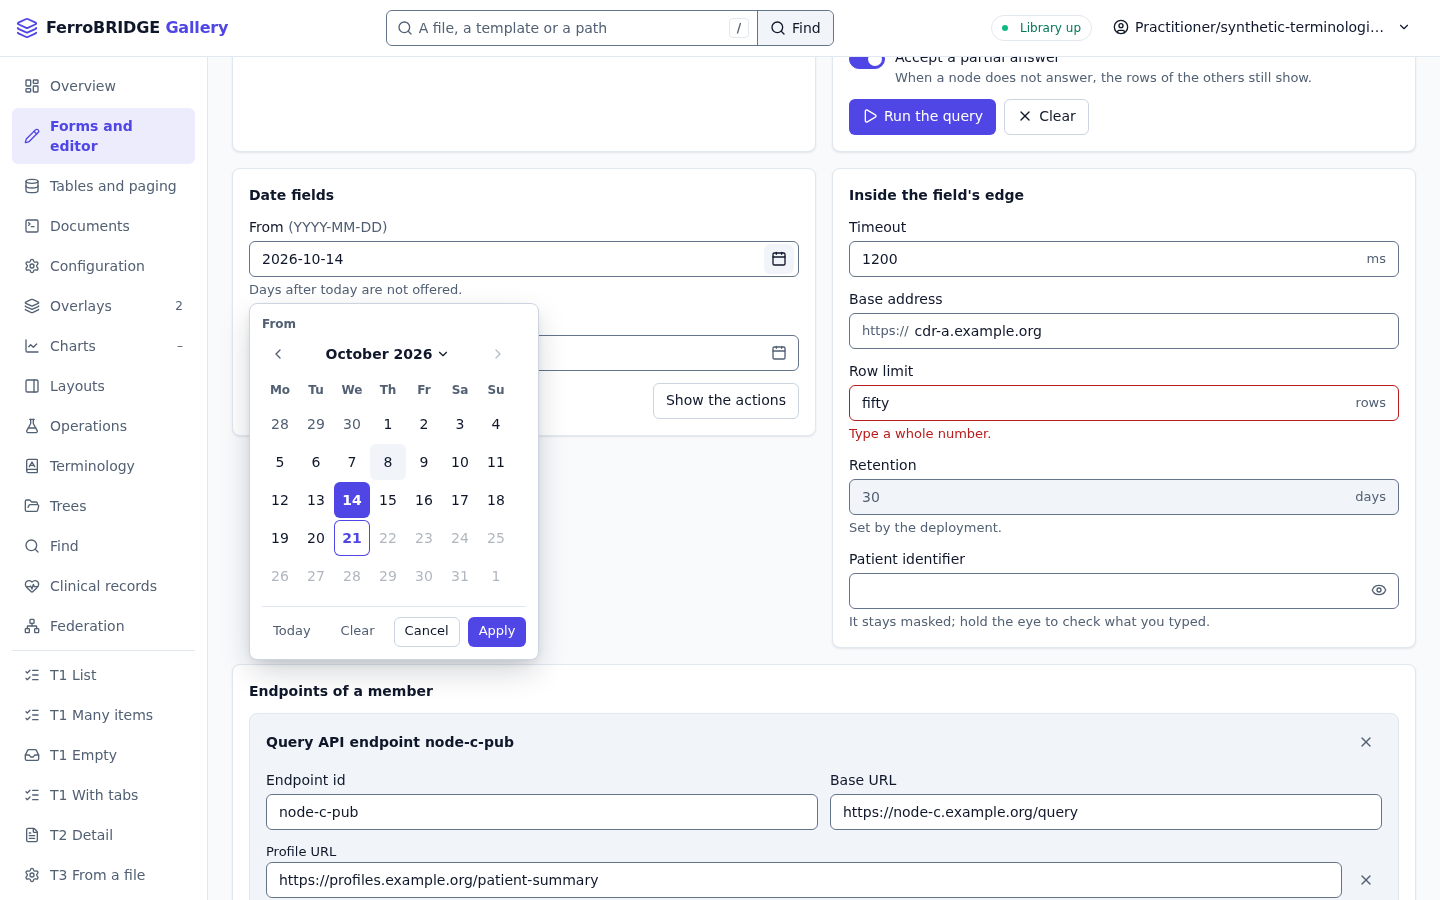 FerroBRIDGE Gallery
A file, a template or a path
/
Find
Library up
Practitioner/synthetic-terminologi...
Overview
Forms and
editor
Tables and paging
Documents
Configuration
Overlays 2
Charts –
Layouts
Operations
Terminology
Trees
Find
Clinical records
Federation
T1 List
T1 Many items
T1 Empty
T1 With tabs
T2 Detail
T3 From a file
Accept a partial answer
When a node does not answer, the rows of the others still show.
Run the query
Clear
Date fields
From (YYYY-MM-DD)
2026-10-14
Days after today are not offered.
From
October 2026
Mo Tu We Th Fr Sa Su
28 29 30 1 2 3 4
5 6 7 8 9 10 11
12 13 14 15 16 17 18
19 20 21 22 23 24 25
26 27 28 29 30 31 1
Today Clear Cancel Apply
Show the actions
Inside the field's edge
Timeout
1200 ms
Base address
https:// cdr-a.example.org
Row limit
fifty rows
Type a whole number.
Retention
30 days
Set by the deployment.
Patient identifier
It stays masked; hold the eye to check what you typed.
Endpoints of a member
Query API endpoint node-c-pub
Endpoint id
node-c-pub
Base URL
https://node-c.example.org/query
Profile URL
https://profiles.example.org/patient-summary